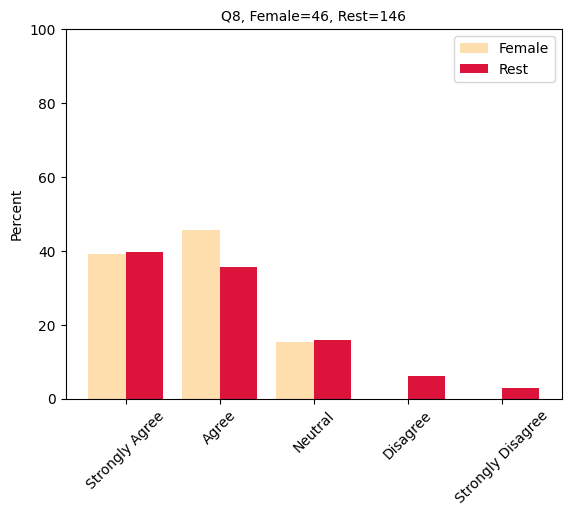 Q8, Female=46, Rest=146
100
80
60
40
20
0
Percent
Female
Rest
Strongly Agree
Agree
Neutral
Disagree
Strongly Disagree